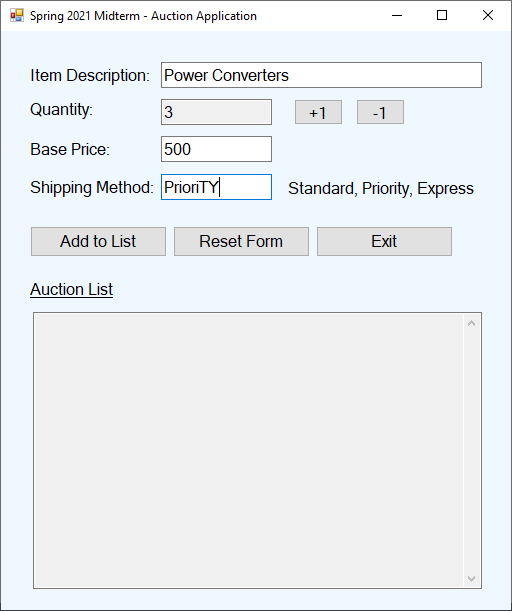 Spring 2021 Midterm - Auction Application
Item Description: Power Converters
Quantity: 3 +1 -1
Base Price: 500
Shipping Method: PrioriTY Standard, Priority, Express
Add to List Reset Form Exit
Auction List